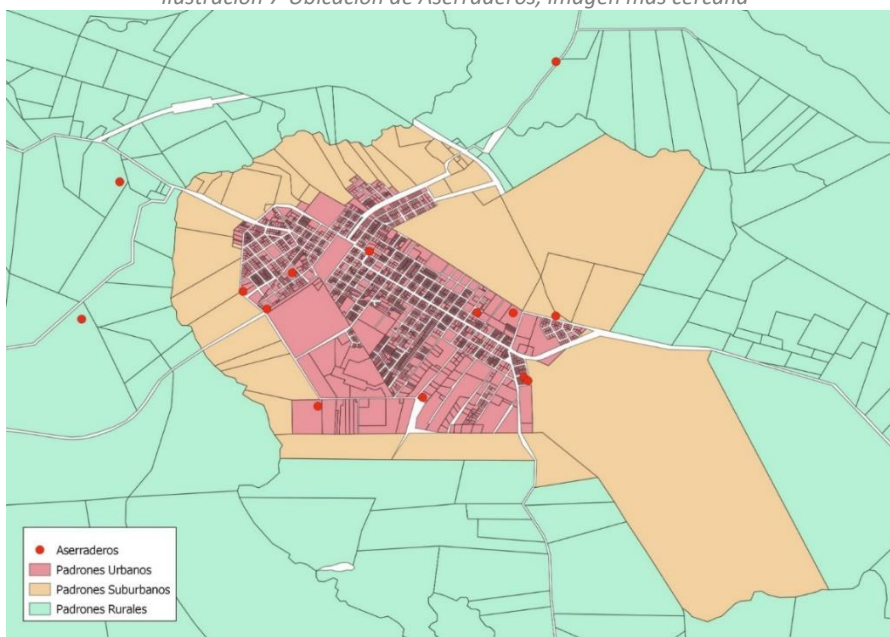 Ilustración 7 Ubicación de Aserraderos, imagen más cercana
Aserraderos
Padrones Urbanos
Padrones Suburbanos
Padrones Rurales